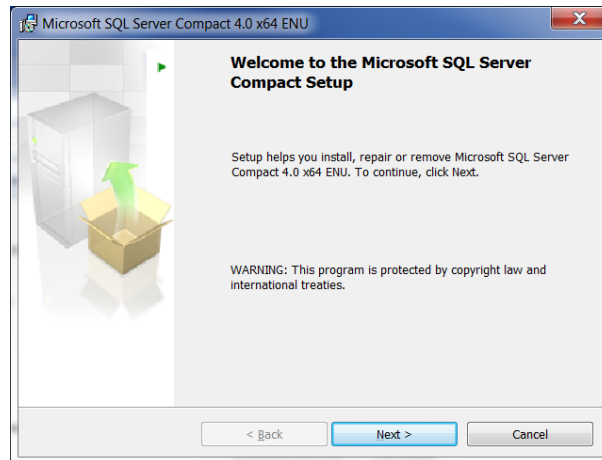 Microsoft SQL Server Compact 4.0 x64 ENU
X
Welcome to the Microsoft SQL Server
Compact Setup
Setup helps you install, repair or remove Microsoft SQL Server
Compact 4.0 x64 ENU. To continue, click Next.
WARNING: This program is protected by copyright law and
international treaties.
< Back
Next >
Cancel